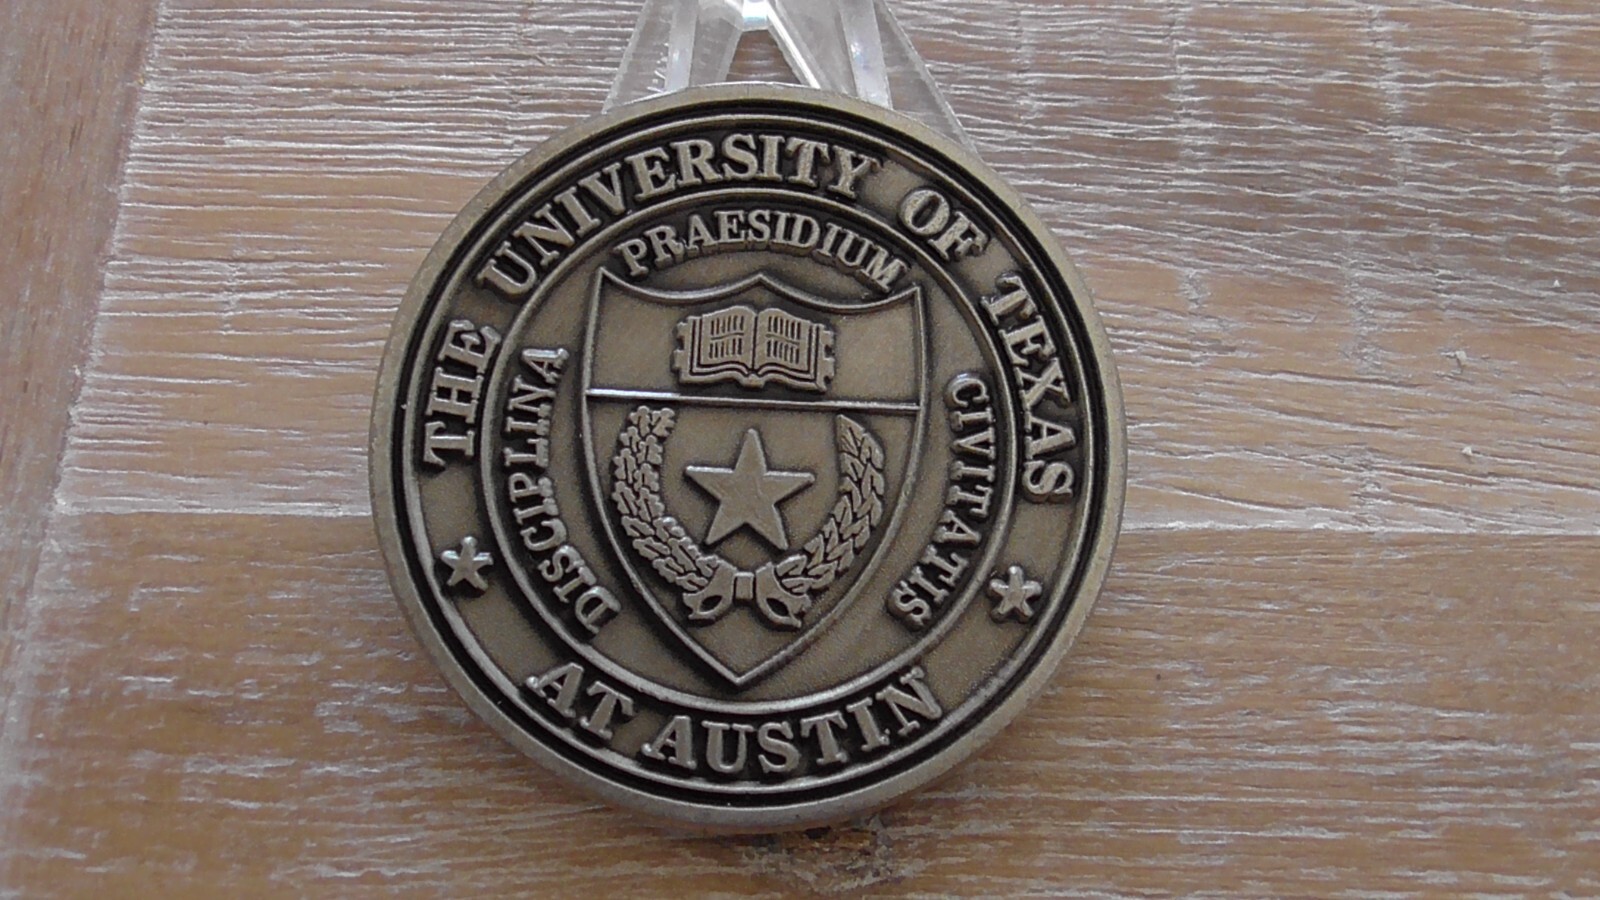 THE UNIVERSITY OF TEXAS
AT AUSTIN
DISCIPLINA
PRAESIDIUM
CIVITATIS